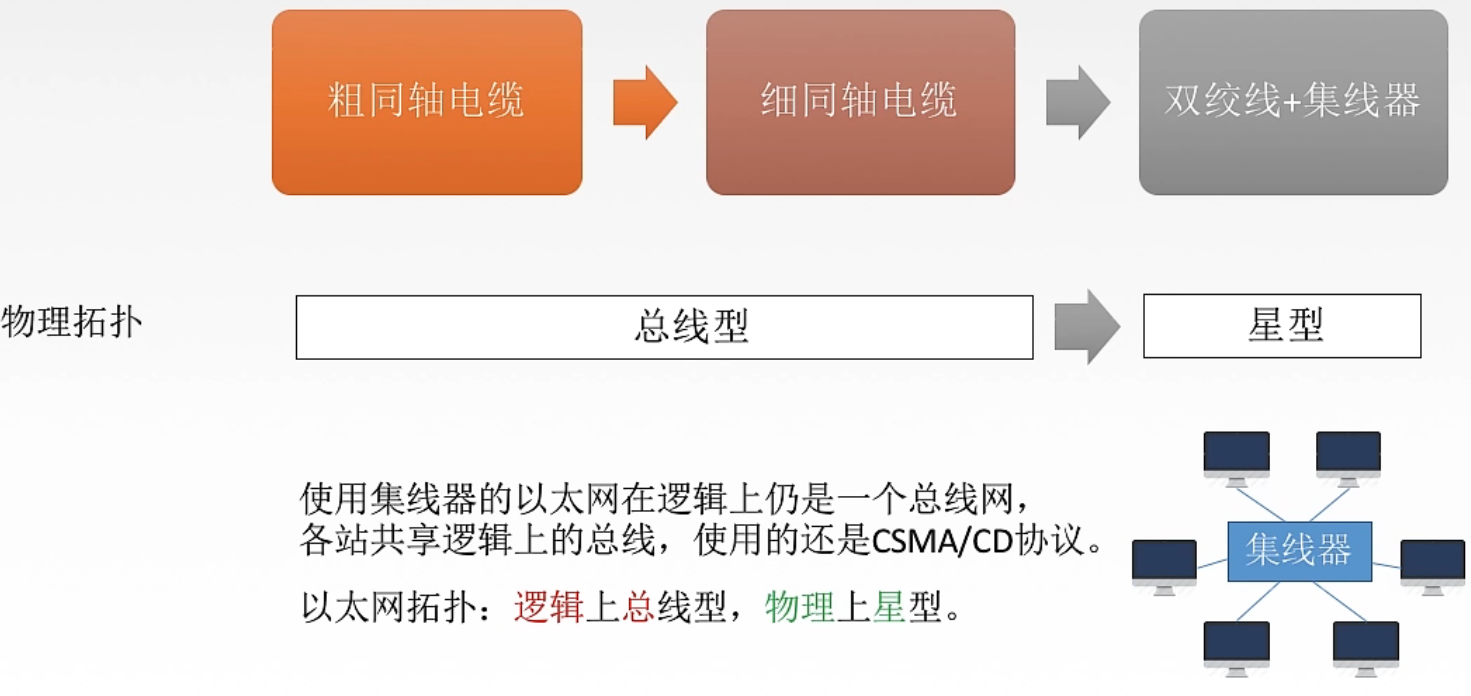 粗同轴电缆
细同轴电缆
双绞线+集线器
物理拓扑
总线型
星型
使用集线器的以太网在逻辑上仍是一个总线网，
各站共享逻辑上的总线，使用的还是CSMA/CD协议。
集线器
以太网拓扑：逻辑上总线型，物理上星型。